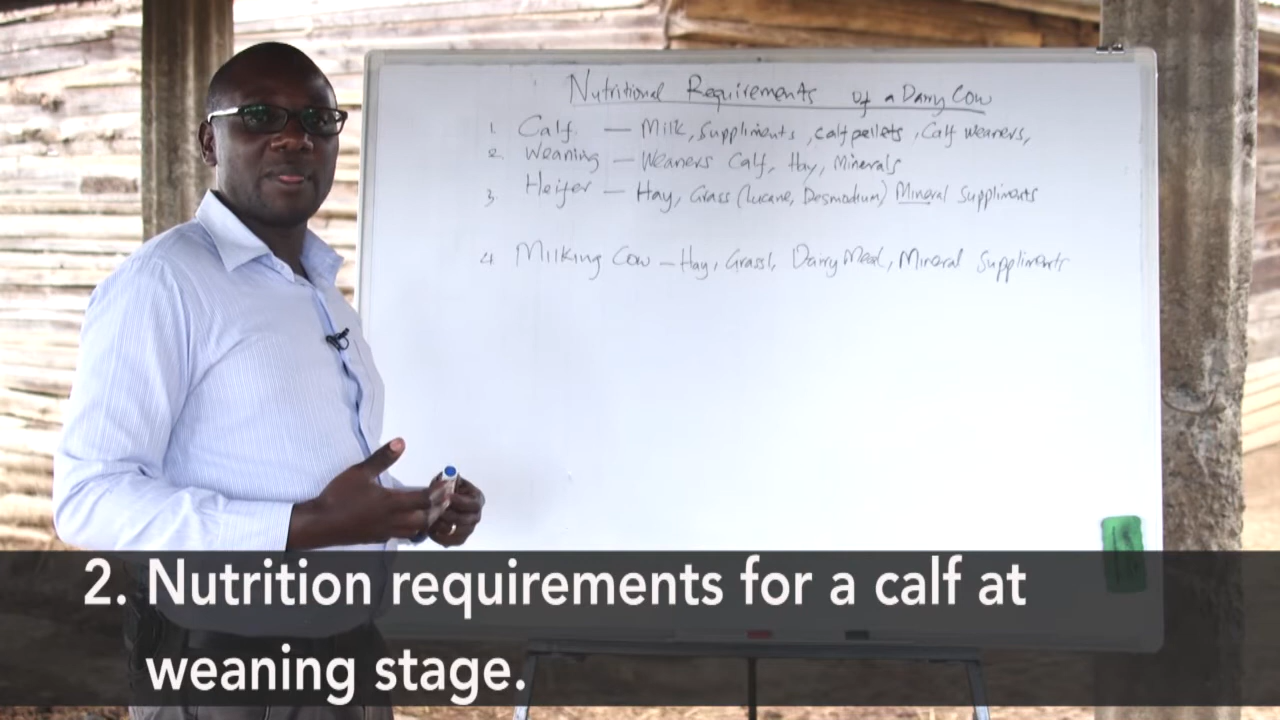 Nutritional Requirements of a Dairy Cow
1. Calf. — Milk, Suppliments, calf pellets, Calf weaners,
2. Weaning — Weaners Calf, Hay, Minerals
3. Heifer — Hay, Grass (Lucane, Desmodium) Mineral Suppliments
4. Milking Cow — Hay, Grass, Dairy Meal, Mineral Suppliments
2. Nutrition requirements for a calf at
weaning stage.